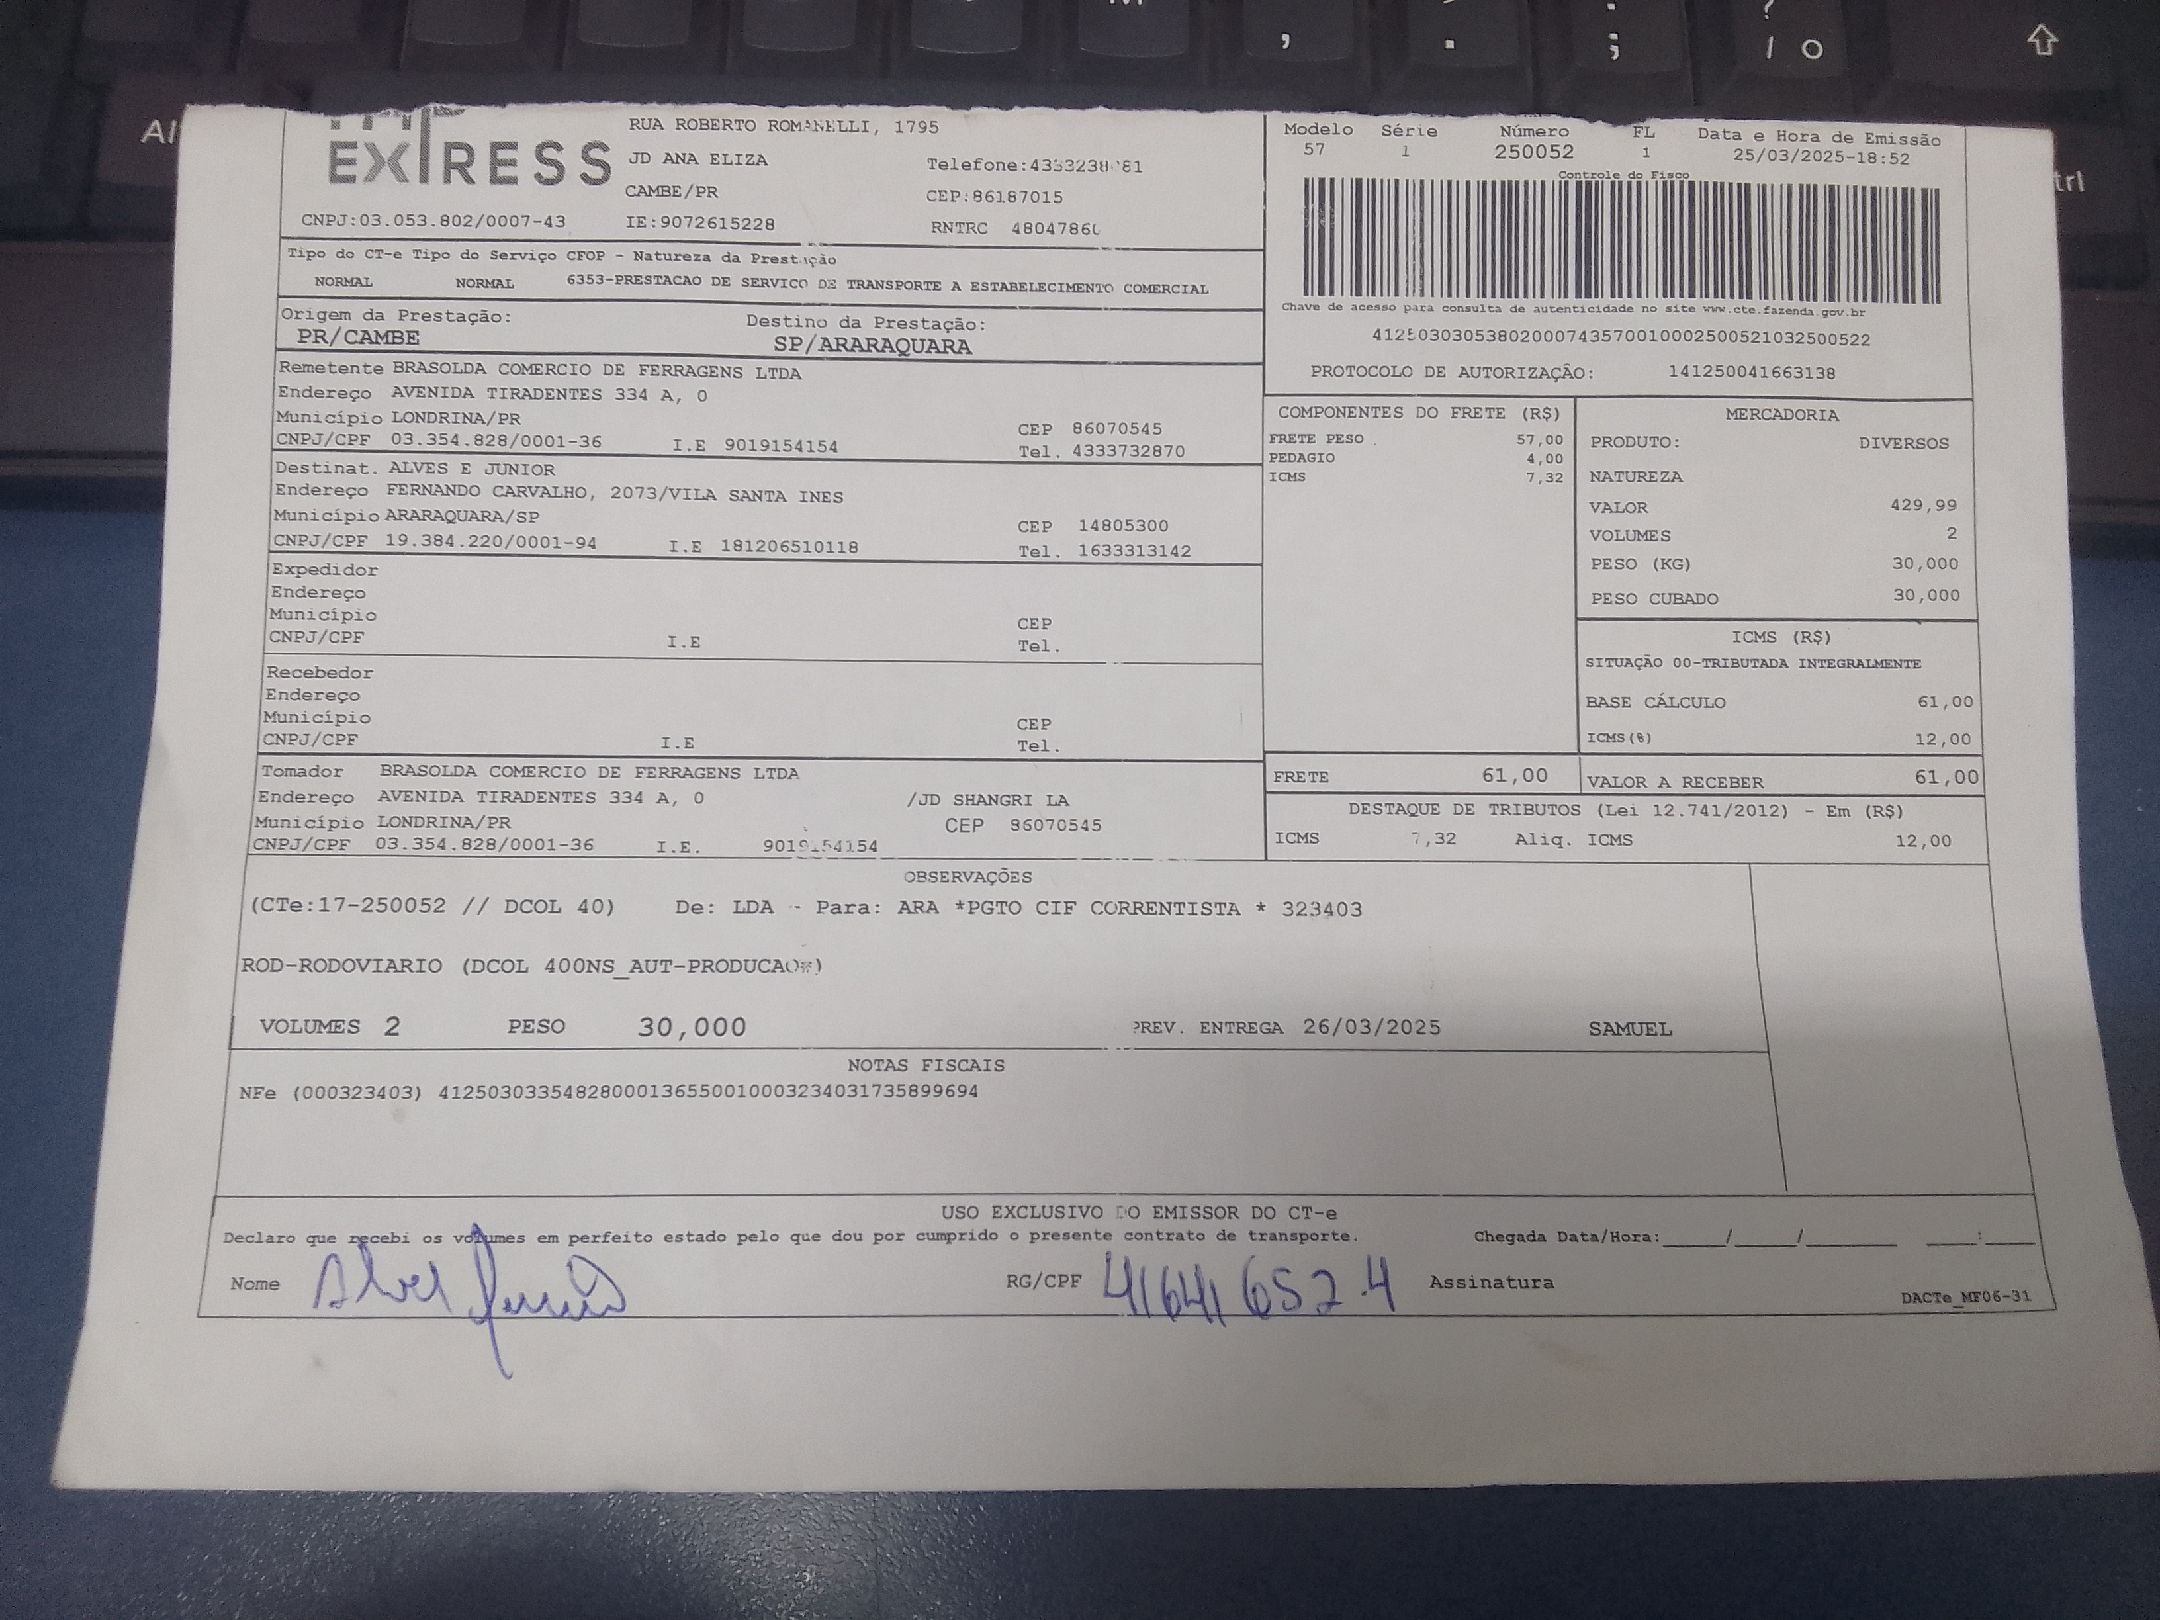 EXPRESS
RUA ROBERTO ROMANELLI, 1795
JD ANA ELIZA
CAMBE/PR CEP:86187015
CNPJ:03.053.802/0007-43 IE:9072615228 RNTRC
Telefone:
Modelo Série Número FL Data e Hora de Emissão
57 1 250052 1 25/03/2025-18:52
Controle do Fisco
Chave de acesso para consulta de autenticidade no site www.cte.fazenda.gov.br
41250303053802000743570010002500521032500522
PROTOCOLO DE AUTORIZAÇÃO: 141250041663138
Tipo do CT-e Tipo do Serviço CFOP - Natureza da Prestação
NORMAL NORMAL 6353-PRESTACAO DE SERVICO DE TRANSPORTE A ESTABELECIMENTO COMERCIAL
Origem da Prestação: Destino da Prestação:
PR/CAMBE SP/ARARAQUARA
Remetente BRASOLDA COMERCIO DE FERRAGENS LTDA
Endereço AVENIDA TIRADENTES 334 A, 0
Município LONDRINA/PR CEP 86070545
CNPJ/CPF 03.354.828/0001-36 I.E 9019154154 Tel. 4333732870
Destinat. ALVES E JUNIOR
Endereço FERNANDO CARVALHO, 2073/VILA SANTA INES
Município ARARAQUARA/SP CEP 14805300
CNPJ/CPF 19.384.220/0001-94 I.E 181206510118 Tel. 1633313142
Expedidor
Endereço
Município CEP
CNPJ/CPF I.E Tel.
Recebedor
Endereço
Município CEP
CNPJ/CPF I.E Tel.
Tomador BRASOLDA COMERCIO DE FERRAGENS LTDA
Endereço AVENIDA TIRADENTES 334 A, 0 /JD SHANGRI LA
Município LONDRINA/PR CEP 86070545
CNPJ/CPF 03.354.828/0001-36 I.E. 9019154154
COMPONENTES DO FRETE (R$)
FRETE PESO 57,00
PEDAGIO 4,00
ICMS 7,32
MERCADORIA
PRODUTO: DIVERSOS
NATUREZA
VALOR 429,99
VOLUMES 2
PESO (KG) 30,000
PESO CUBADO 30,000
ICMS (R$)
SITUAÇÃO 00-TRIBUTADA INTEGRALMENTE
BASE CÁLCULO 61,00
ICMS(%) 12,00
FRETE 61,00 VALOR A RECEBER 61,00
DESTAQUE DE TRIBUTOS (Lei 12.741/2012) - Em (R$)
ICMS 7,32 Aliq. ICMS 12,00
OBSERVAÇÕES
(CTe:17-250052 // DCOL 40) De: LDA - Para: ARA *PGTO CIF CORRENTISTA * 323403
ROD-RODOVIARIO (DCOL 400NS_AUT-PRODUCAO*)
VOLUMES 2 PESO 30,000 PREV. ENTREGA 26/03/2025 SAMUEL
NOTAS FISCAIS
NFe (000323403) 41250303354828000136550010003234031735899694
USO EXCLUSIVO DO EMISSOR DO CT-e
Declaro que recebi os volumes em perfeito estado pelo que dou por cumprido o presente contrato de transporte. Chegada Data/Hora:_____/_____/_______ ____:____
Nome RG/CPF 41641652.4 Assinatura
DACTe_MF06-31
Al
, . ; ? / O
ctrl